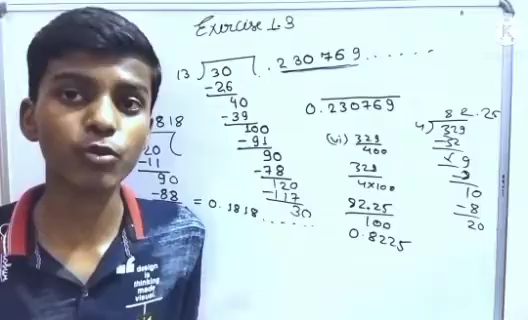 Exercise 1.3
13 ) 30 ( . . 230769 . . . . . .
-26
40
-39
100
-91
90
-78
120
-117
30
0.230769
818
20
-11
90
-88
= 0.1818 . . . . . .
(vi) 329/400
329/4×100
82.25/100
0.8225
82.25
4 ) 329
-32
9
-8
10
-8
20
design
is
thinking
made
visual
K